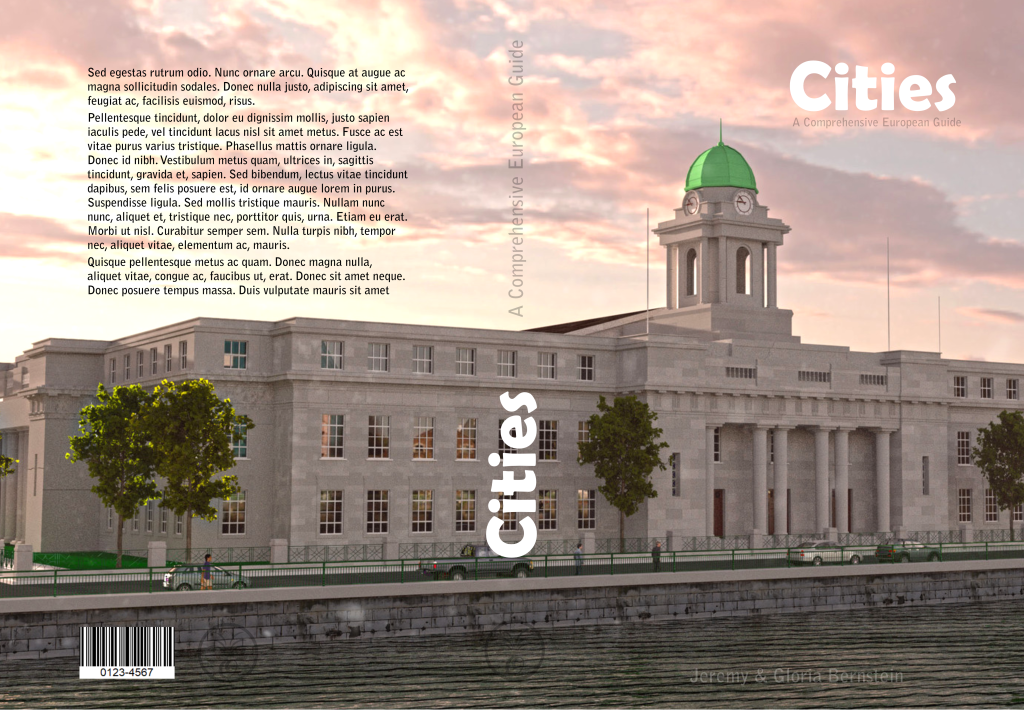 Sed egestas rutrum odio. Nunc ornare arcu. Quisque at augue ac
magna sollicitudin sodales. Donec nulla justo, adipiscing sit amet,
feugiat ac, facilisis euismod, risus.
Pellentesque tincidunt, dolor eu dignissim mollis, justo sapien
iaculis pede, vel tincidunt lacus nisl sit amet metus. Fusce ac est
vitae purus varius tristique. Phasellus mattis ornare ligula.
Donec id nibh. Vestibulum metus quam, ultrices in, sagittis
tincidunt, gravida et, sapien. Sed bibendum, lectus vitae tincidunt
dapibus, sem felis posuere est, id ornare augue lorem in purus.
Suspendisse ligula. Sed mollis tristique mauris. Nullam nunc
nunc, aliquet et, tristique nec, porttitor quis, urna. Etiam eu erat.
Morbi ut nisl. Curabitur semper sem. Nulla turpis nibh, tempor
nec, aliquet vitae, elementum ac, mauris.
Quisque pellentesque metus ac quam. Donec magna nulla,
aliquet vitae, congue ac, faucibus ut, erat. Donec sit amet neque.
Donec posuere tempus massa. Duis vulputate mauris sit amet
0123-4567
Cities
A Comprehensive European Guide
Cities
A Comprehensive European Guide
Jeremy & Gloria Bernstein